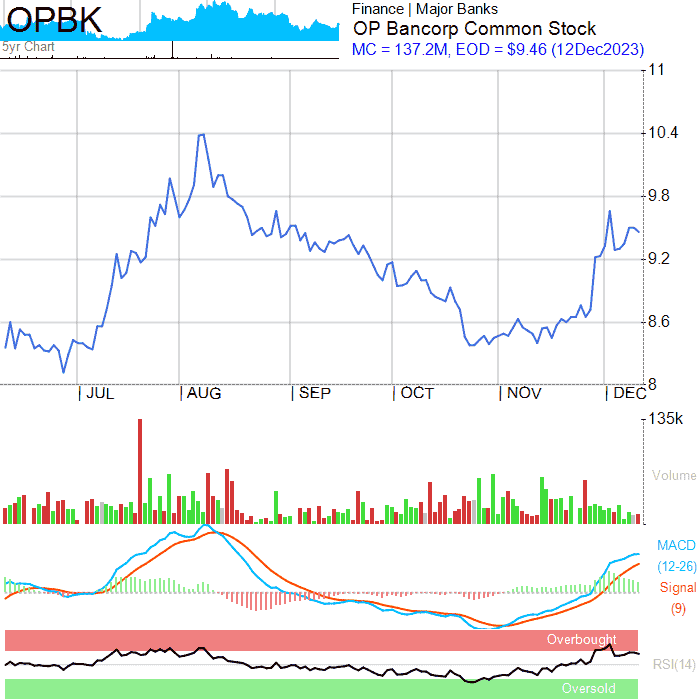 OPBK
5yr Chart
Finance | Major Banks
OP Bancorp Common Stock
MC = 137.2M, EOD = $9.46 (12Dec2023)
11
10.4
9.8
9.2
8.6
8
JUL AUG SEP OCT NOV DEC
135k
Volume
MACD
(12-26)
Signal
(9)
Overbought
RSI(14)
Oversold